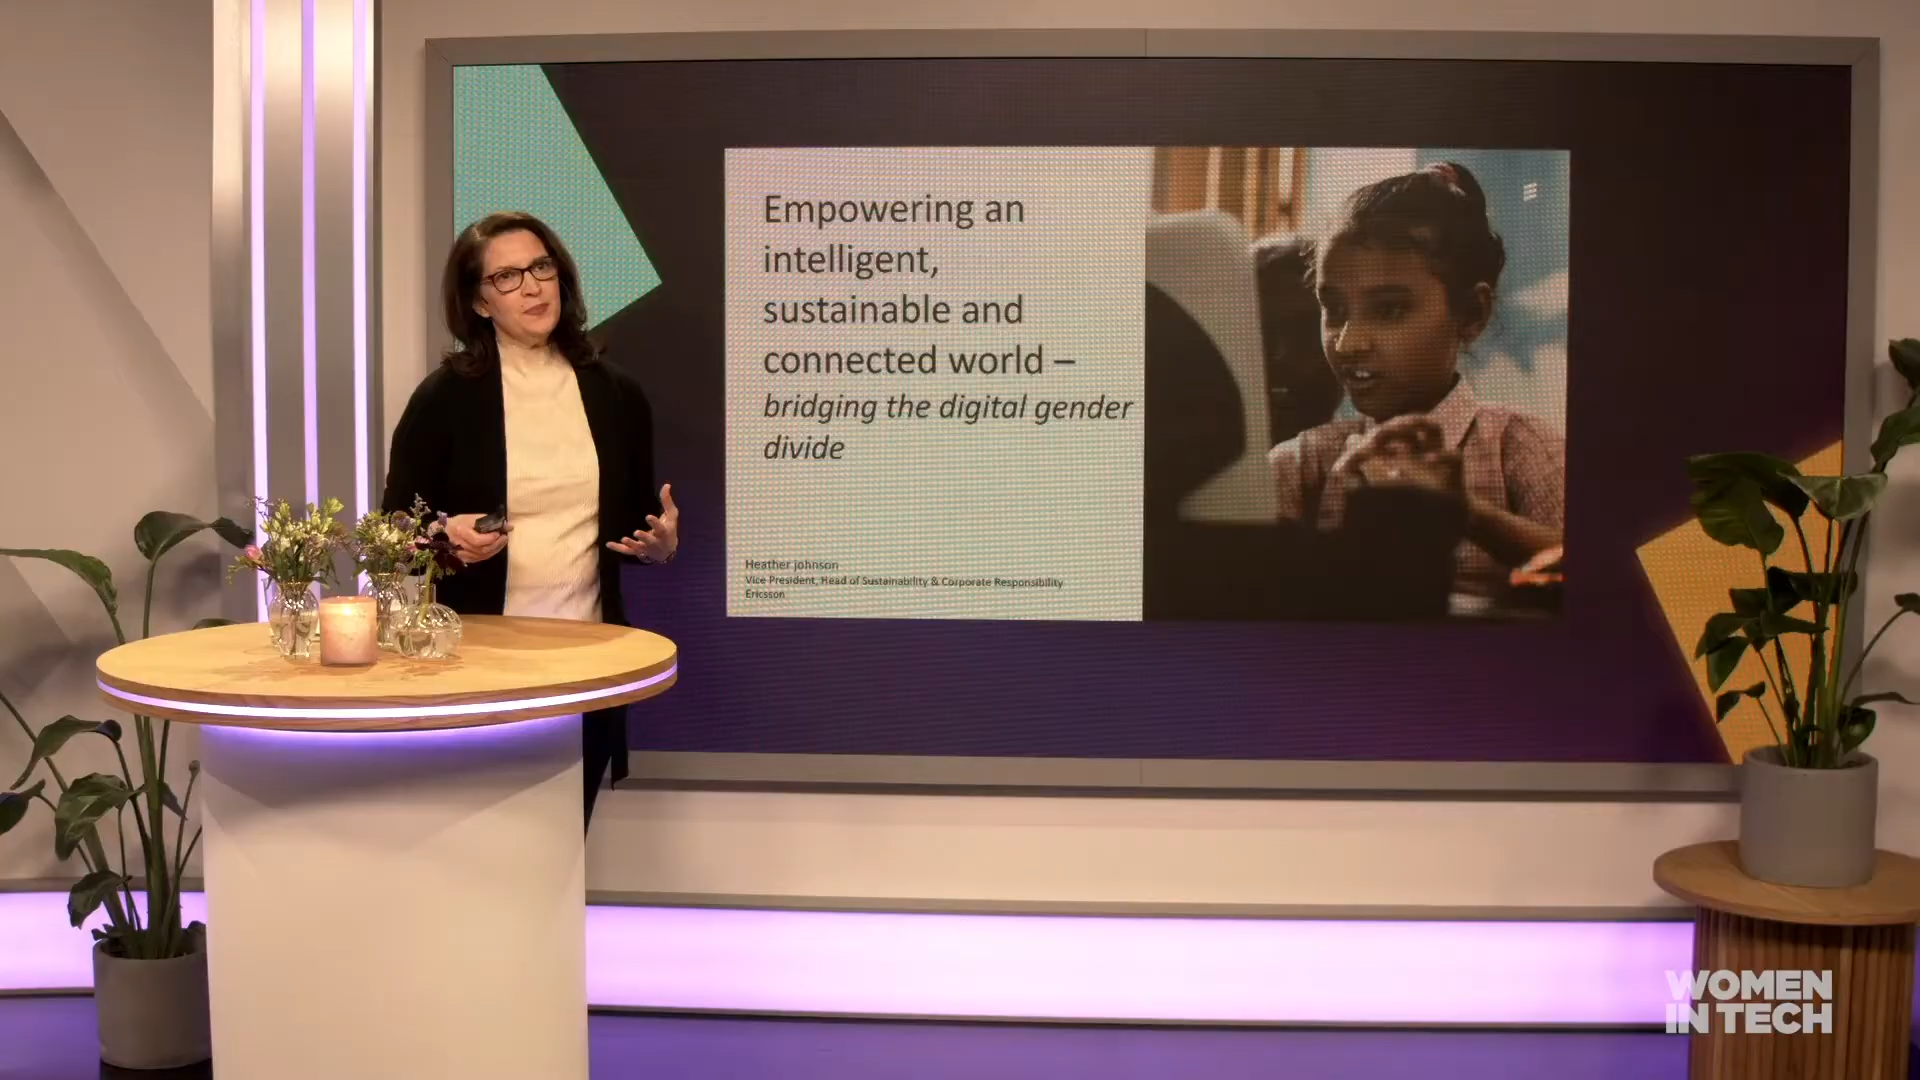 Empowering an
intelligent,
sustainable and
connected world –
bridging the digital gender
divide
Heather johnson
Vice President, Head of Sustainability & Corporate Responsibility
Ericsson
WOMEN
IN TECH